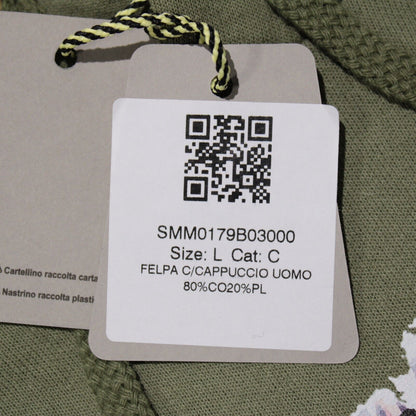 SMM0179B03000
Size: L Cat: C
FELPA C/CAPPUCCIO UOMO
80%CO20%PL
Cartellino raccolta carta
Nastrino raccolta plasti